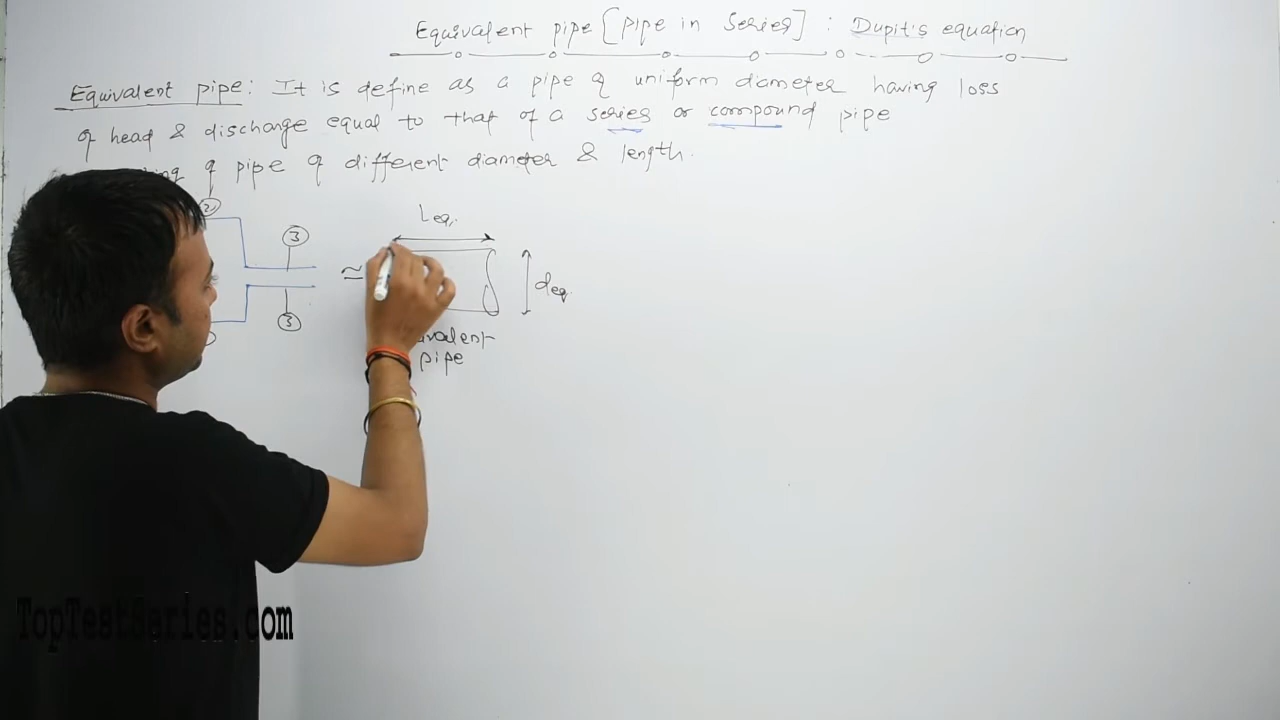 Equivalent pipe [pipe in series] : Dupit's equation
Equivalent pipe : It is define as a pipe of uniform diameter having loss
of head & discharge equal to that of a series or compound pipe
of pipe of different diameter & length.
2
3
≃
Leq.
deq.
3
pipe
TopTestSeries.com